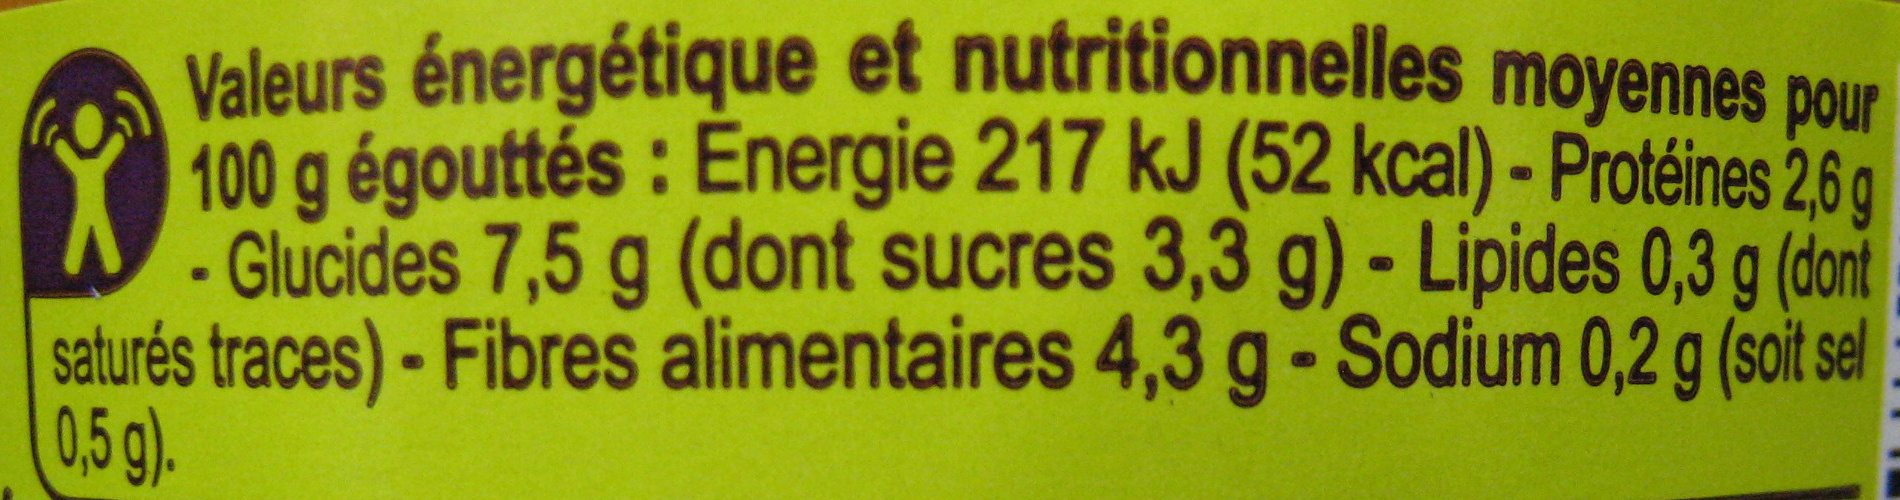 Valeurs énergétique et nutritionnelles moyennes pour
100 g égouttés : Energie 217 kJ (52 kcal) - Protéines 2,6 g
- Glucides 7,5 g (dont sucres 3,3 g) - Lipides 0,3 g (dont
saturés traces) - Fibres alimentaires 4,3 g - Sodium 0,2 g (soit sel
0,5 g).